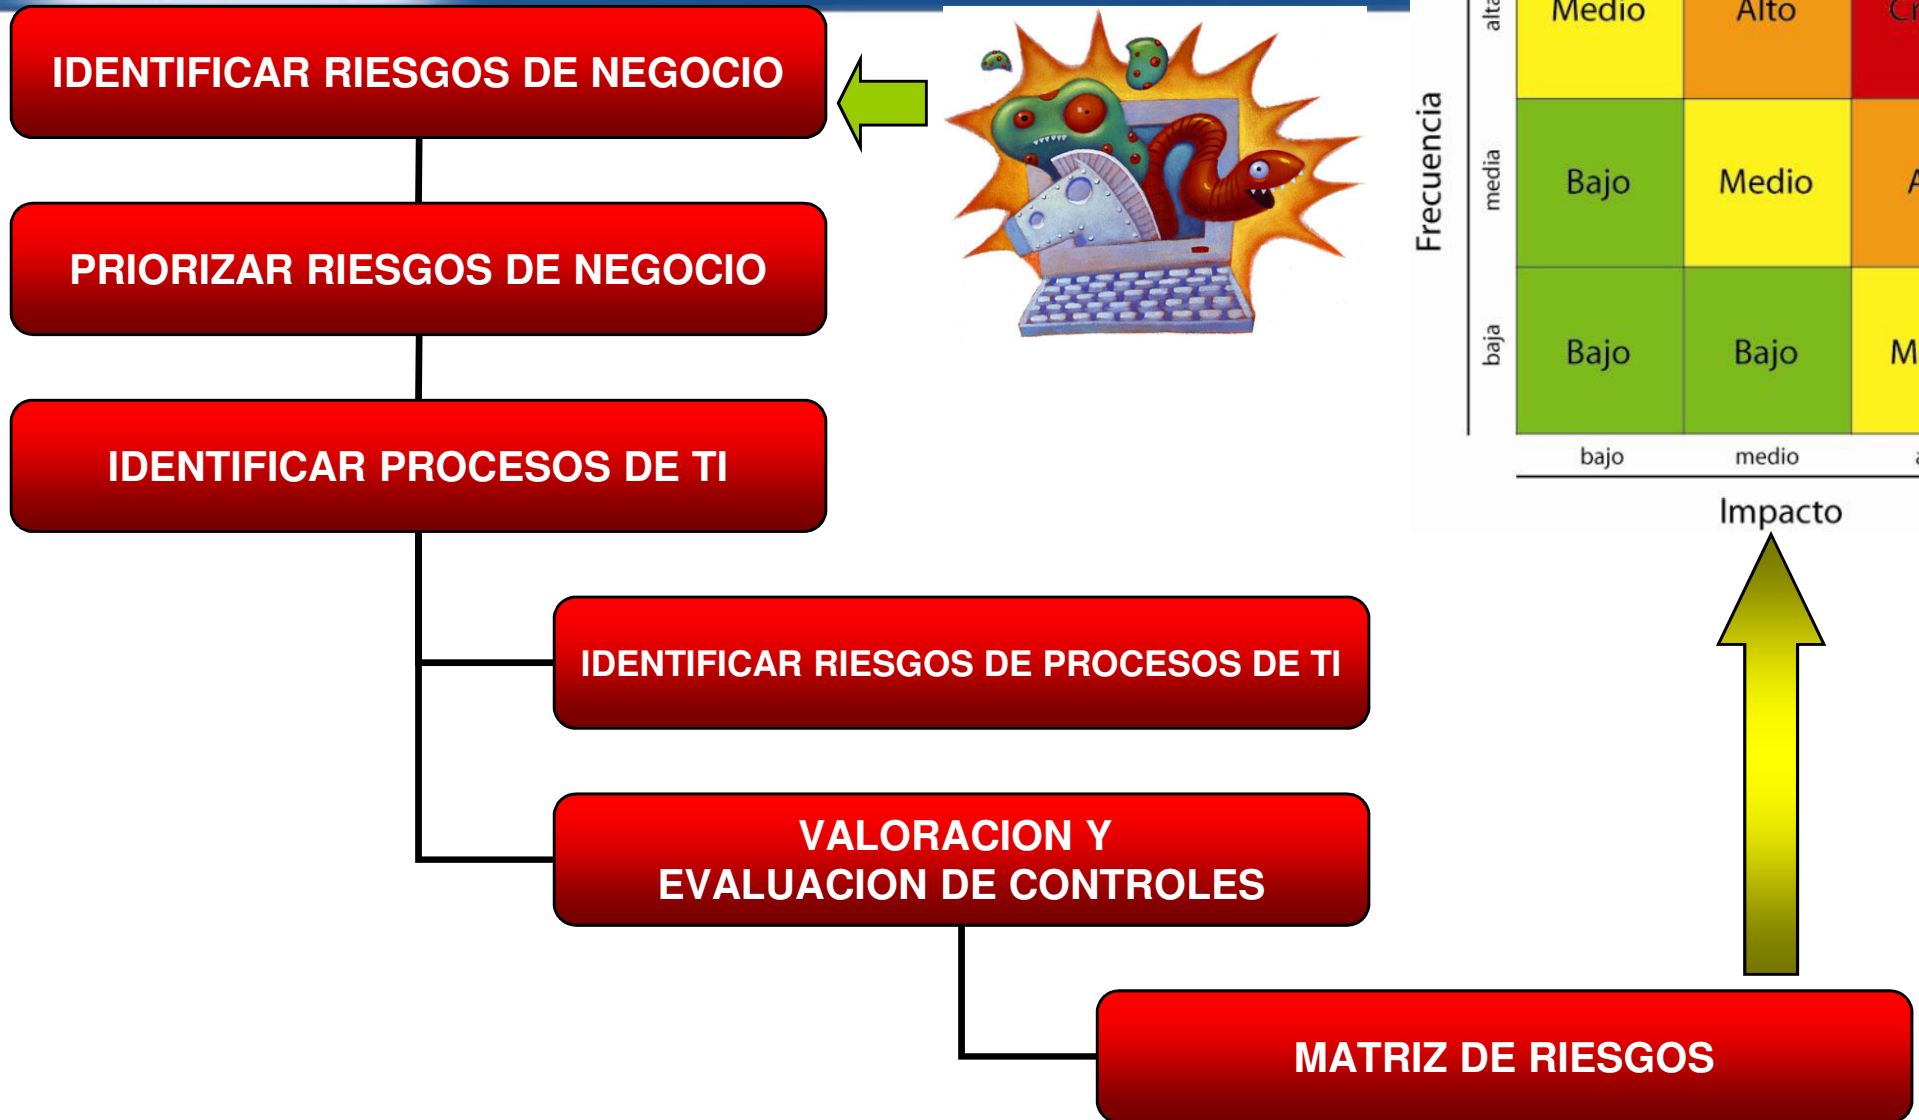 IDENTIFICAR RIESGOS DE NEGOCIO
PRIORIZAR RIESGOS DE NEGOCIO
IDENTIFICAR PROCESOS DE TI
IDENTIFICAR RIESGOS DE PROCESOS DE TI
VALORACION Y
EVALUACION DE CONTROLES
MATRIZ DE RIESGOS
Frecuencia
alta
Medio Alto
media
Bajo Medio
baja
Bajo Bajo
bajo medio
Impacto